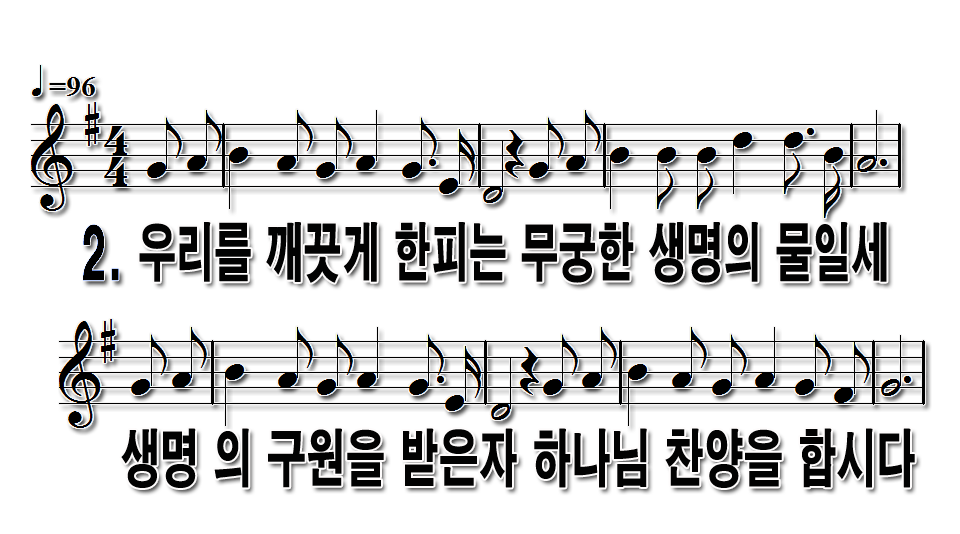 ♩=96
4
4
2. 우리를 깨끗게 한피는 무궁한 생명의 물일세
생명 의 구원을 받은자 하나님 찬양을 합시다